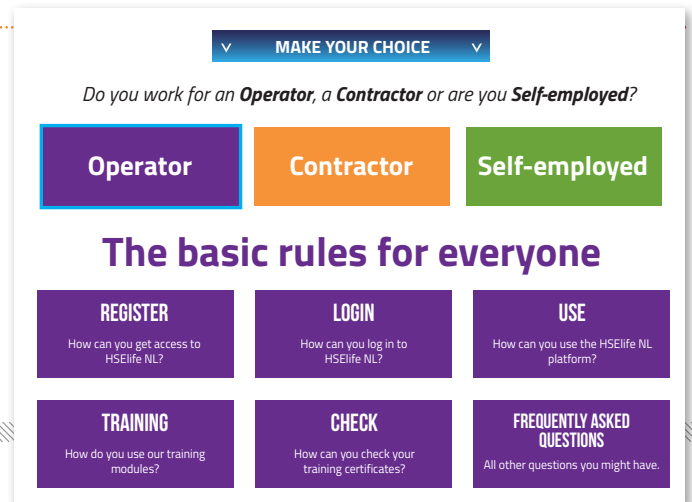 MAKE YOUR CHOICE
Do you work for an Operator, a Contractor or are you Self-employed?
Operator
Contractor
Self-employed
The basic rules for everyone
REGISTER
How can you get access to
HSElife NL?
LOGIN
How can you log in to
HSElife NL?
USE
How can you use the HSElife NL
platform?
TRAINING
How do you use our training
modules?
CHECK
How can you check your
training certificates?
FREQUENTLY ASKED
QUESTIONS
All other questions you might have.